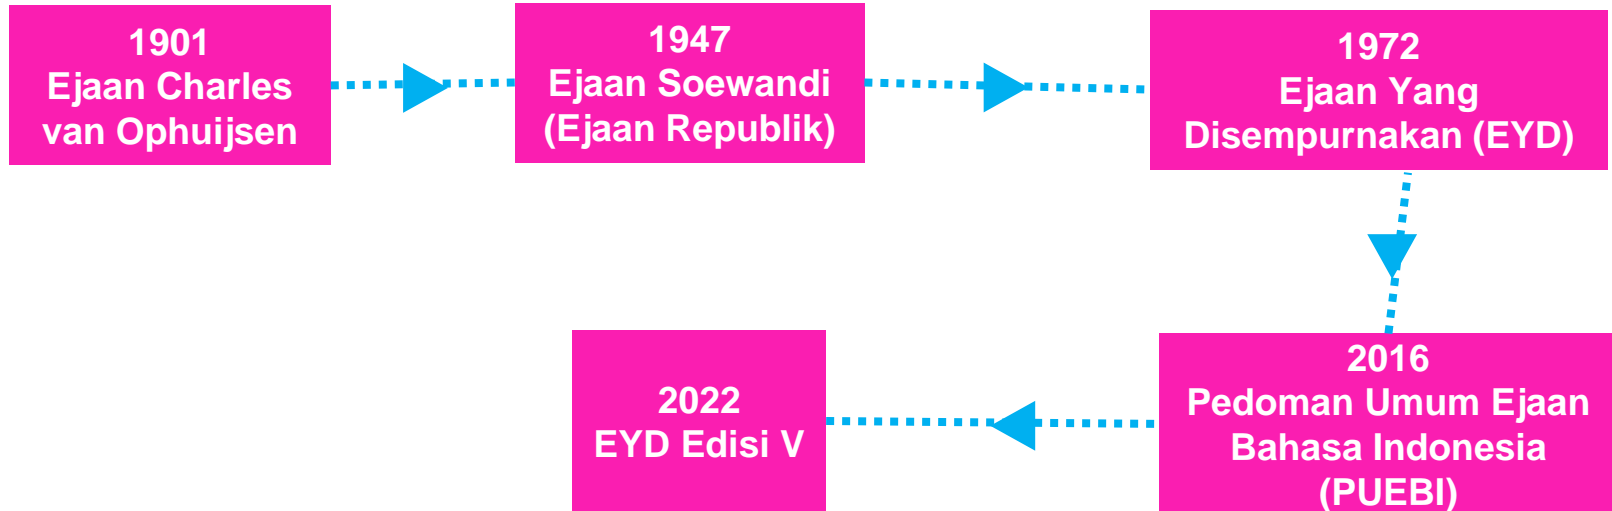 1901
Ejaan Charles
van Ophuijsen
1947
Ejaan Soewandi
(Ejaan Republik)
1972
Ejaan Yang
Disempurnakan (EYD)
2016
Pedoman Umum Ejaan
Bahasa Indonesia
(PUEBI)
2022
EYD Edisi V